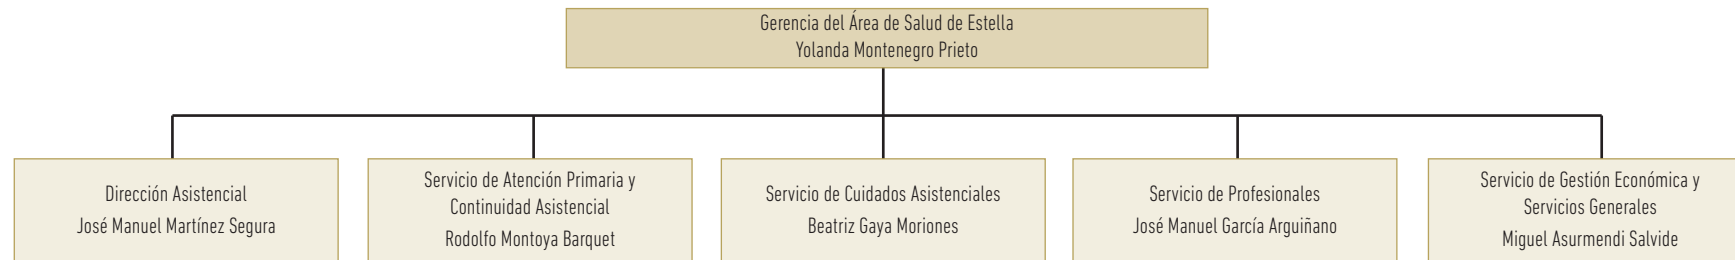 Gerencia del Área de Salud de Estella
Yolanda Montenegro Prieto
Dirección Asistencial
José Manuel Martínez Segura
Servicio de Atención Primaria y
Continuidad Asistencial
Rodolfo Montoya Barquet
Servicio de Cuidados Asistenciales
Beatriz Gaya Moriones
Servicio de Profesionales
José Manuel García Arguiñano
Servicio de Gestión Económica y
Servicios Generales
Miguel Asurmendi Salvide